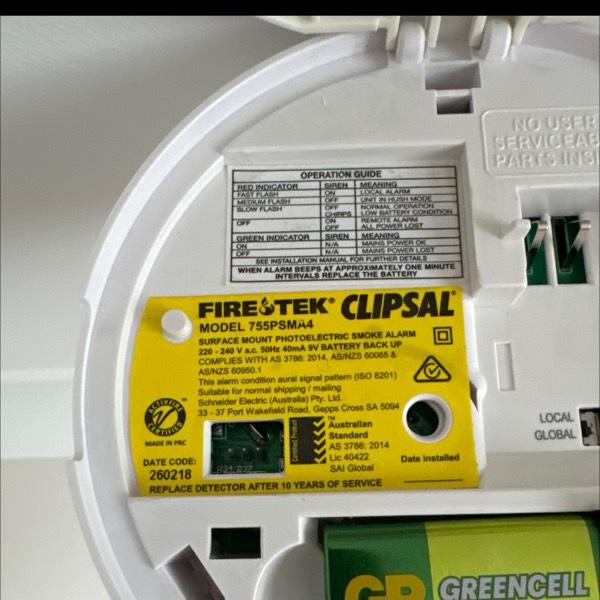 NO USER
SERVICEAB
PARTS INSI
OPERATION GUIDE
RED INDICATOR SIREN MEANING
FAST FLASH ON LOCAL ALARM
MEDIUM FLASH OFF UNIT IN HUSH MODE
SLOW FLASH OFF NORMAL OPERATION
CHIRPS LOW BATTERY CONDITION
OFF ON REMOTE ALARM
OFF ALL POWER LOST
GREEN INDICATOR SIREN MEANING
ON N/A MAINS POWER OK
OFF N/A MAINS POWER LOST
SEE INSTALLATION MANUAL FOR FURTHER DETAILS
WHEN ALARM BEEPS AT APPROXIMATELY ONE MINUTE
INTERVALS REPLACE THE BATTERY
FIRETEK® CLIPSAL®
MODEL 755PSMA4
SURFACE MOUNT PHOTOELECTRIC SMOKE ALARM
220 - 240 V a.c. 50Hz 40mA 9V BATTERY BACK UP
COMPLIES WITH AS 3786: 2014, AS/NZS 60065 &
AS/NZS 60950.1
This alarm condition aural signal pattern (ISO 8201)
Suitable for normal shipping / mailing
Schneider Electric (Australia) Pty. Ltd.
33 - 37 Port Wakefield Road, Gepps Cross SA 5094
ACTIVFIRE
CERTIFIED
MADE IN PRC
Certified Product
™
Australian
Standard
AS 3786: 2014
Lic 40422
SAI Global
DATE CODE:
260218
Date installed
REPLACE DETECTOR AFTER 10 YEARS OF SERVICE
LOCAL
GLOBAL
GP GREENCELL